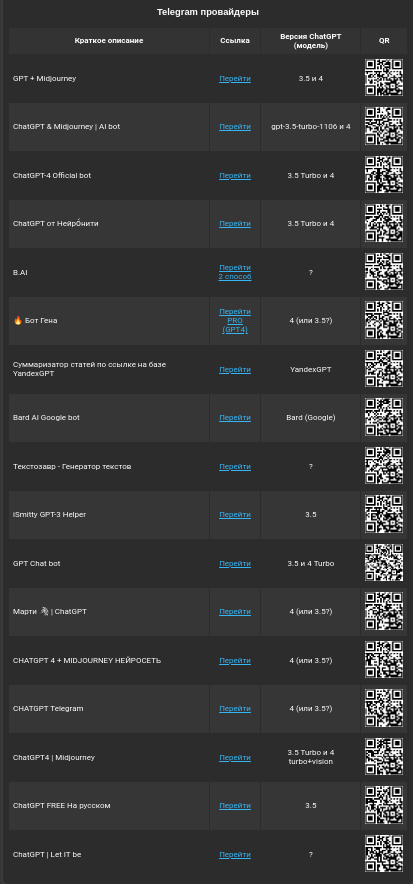 Telegram провайдеры
Краткое описание Ссылка Версия ChatGPT (модель) QR
GPT + Midjourney Перейти 3.5 и 4
ChatGPT & Midjourney | AI bot Перейти gpt-3.5-turbo-1106 и 4
ChatGPT-4 Official bot Перейти 3.5 Turbo и 4
ChatGPT от Нейро́нити Перейти 3.5 Turbo и 4
B.AI Перейти 2 способ ?
🔥 Бот Гена Перейти PRO (GPT4) 4 (или 3.5?)
Суммаризатор статей по ссылке на базе YandexGPT Перейти YandexGPT
Bard AI Google bot Перейти Bard (Google)
Текстозавр - Генератор текстов Перейти ?
iSmitty GPT-3 Helper Перейти 3.5
GPT Chat bot Перейти 3.5 и 4 Turbo
Марти | ChatGPT Перейти 4 (или 3.5?)
CHATGPT 4 + MIDJOURNEY НЕЙРОСЕТЬ Перейти 4 (или 3.5?)
CHATGPT Telegram Перейти 4 (или 3.5?)
ChatGPT4 | Midjourney Перейти 3.5 Turbo и 4 turbo+vision
ChatGPT FREE На русском Перейти 3.5
ChatGPT | Let IT be Перейти ?